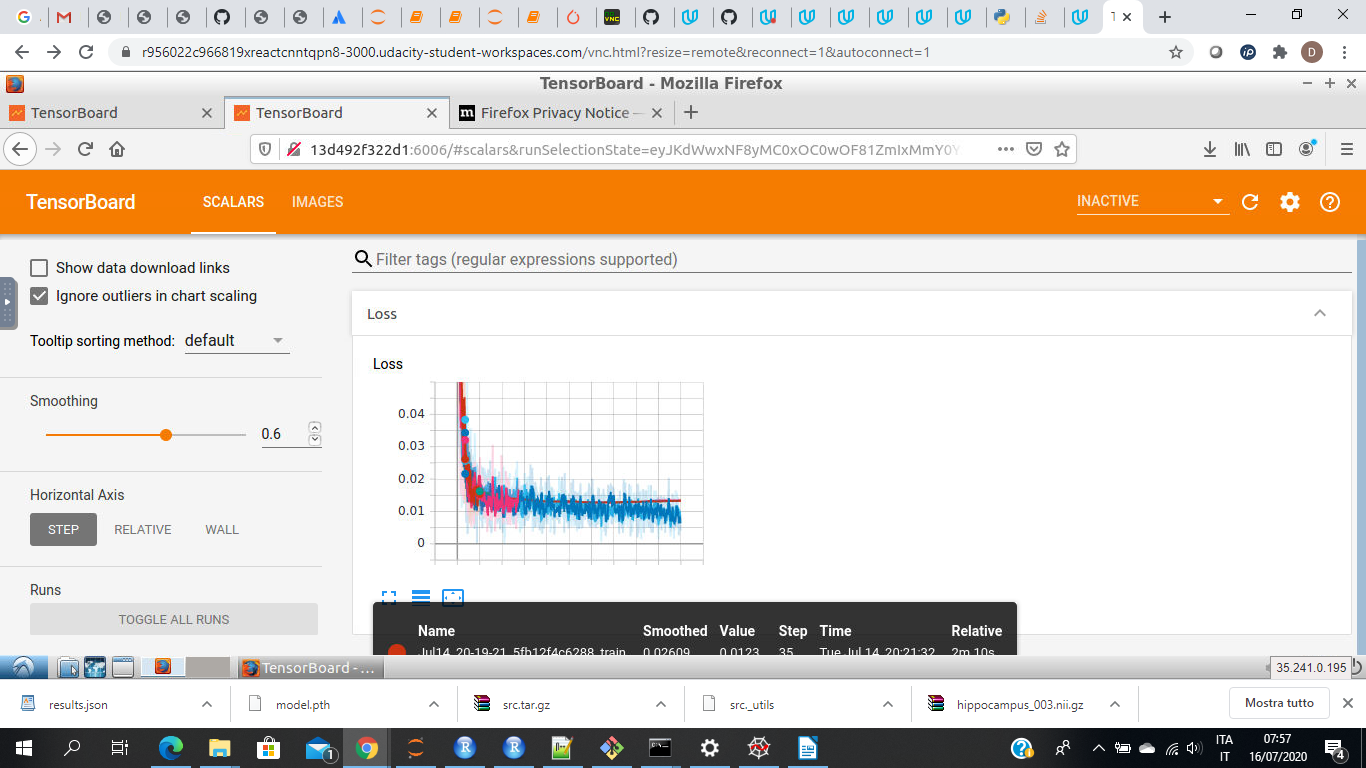 r956022c966819xreactcnntqpn8-3000.udacity-student-workspaces.com/vnc.html?resize=remote&reconnect=1&autoconnect=1
TensorBoard - Mozilla Firefox
TensorBoard
TensorBoard
Firefox Privacy Notice —
13d492f322d1:6006/#scalars&runSelectionState=eyJKdWwxNF8yMC0xOC0wOF81ZmIxMmY0Y
TensorBoard
SCALARS
IMAGES
INACTIVE
Show data download links
Ignore outliers in chart scaling
Tooltip sorting method: default
Smoothing
0.6
Horizontal Axis
STEP
RELATIVE
WALL
Runs
TOGGLE ALL RUNS
Filter tags (regular expressions supported)
Loss
Loss
0.04
0.03
0.02
0.01
0
Name Smoothed Value Step Time Relative
Jul14_20-19-21_5fb12f4c6288_train 0.02609 0.0123 35 Tue Jul 14, 20:21:32 2m 10s
TensorBoard - ...
35.241.0.195
results.json
model.pth
src.tar.gz
src._utils
hippocampus_003.nii.gz
Mostra tutto
ITA
IT
07:57
16/07/2020